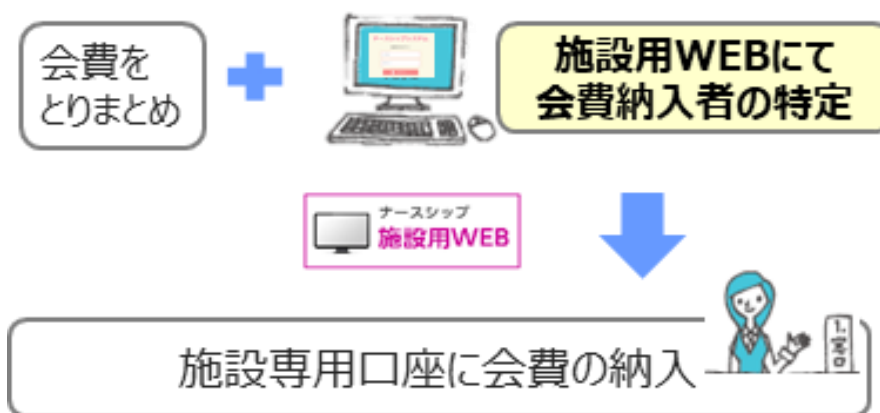 会費を
とりまとめ
施設用WEBにて
会費納入者の特定
ナースシップ
施設用WEB
施設専用口座に会費の納入